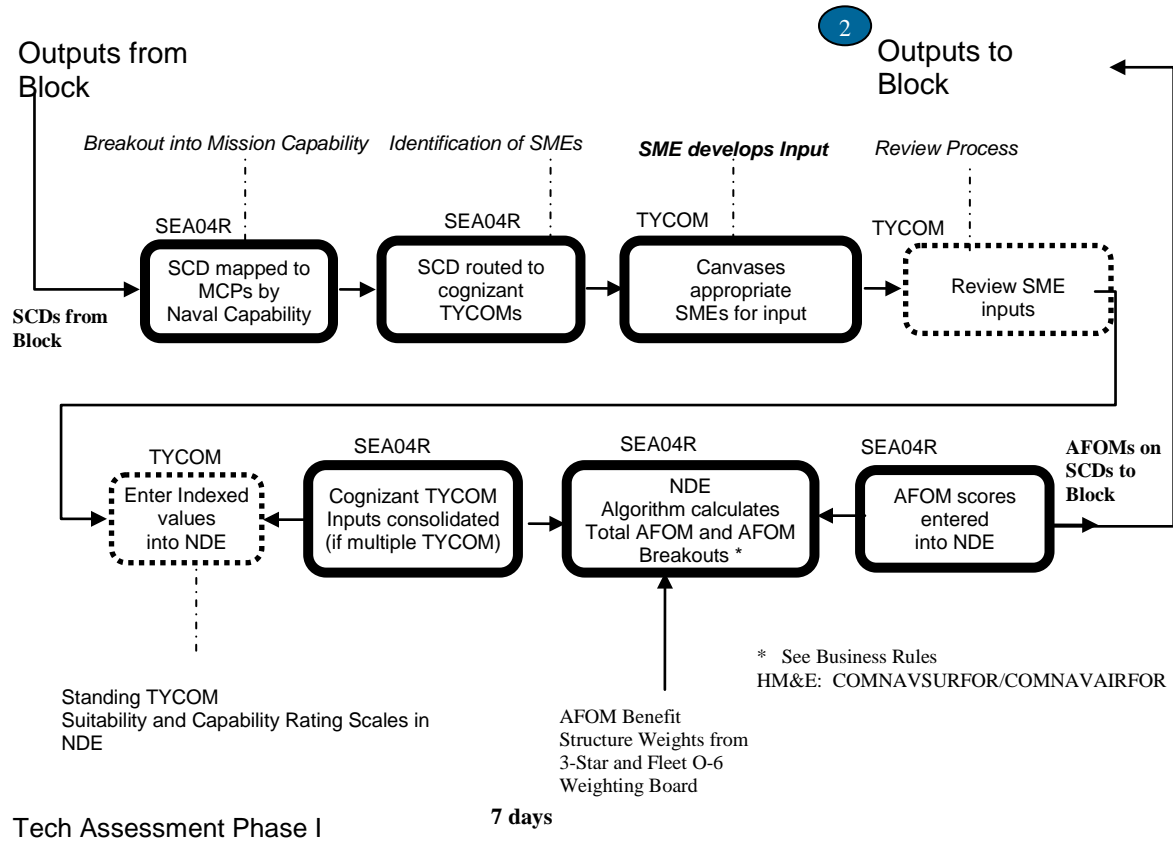 2
Outputs from
Block
Outputs to
Block
Breakout into Mission Capability
Identification of SMEs
SME develops Input
Review Process
SEA04R
SEA04R
TYCOM
TYCOM
SCD mapped to
MCPs by
Naval Capability
SCD routed to
cognizant
TYCOMs
Canvases
appropriate
SMEs for input
Review SME
inputs
SCDs from
Block
TYCOM
SEA04R
SEA04R
SEA04R
AFOMs on
SCDs to
Block
Enter Indexed
values
into NDE
Cognizant TYCOM
Inputs consolidated
(if multiple TYCOM)
NDE
Algorithm calculates
Total AFOM and AFOM
Breakouts *
AFOM scores
entered
into NDE
* See Business Rules
HM&E: COMNAVSURFOR/COMNAVAIRFOR
Standing TYCOM
Suitability and Capability Rating Scales in
NDE
AFOM Benefit
Structure Weights from
3-Star and Fleet O-6
Weighting Board
7 days
Tech Assessment Phase I